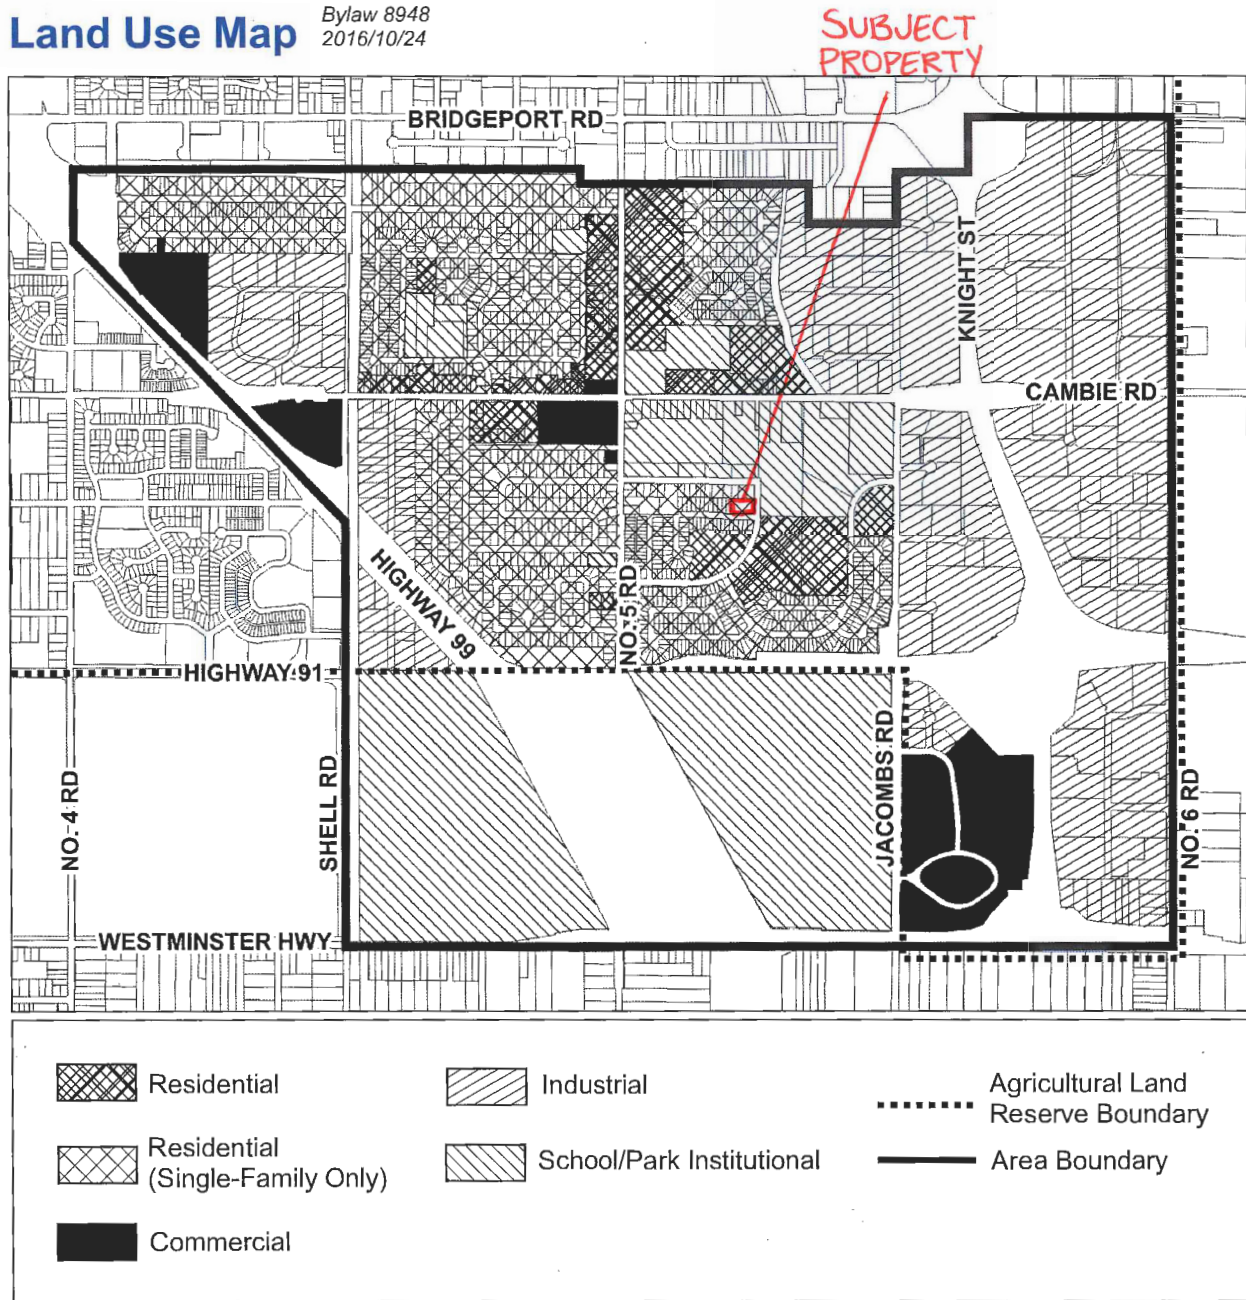 Land Use Map
Bylaw 8948
2016/10/24
SUBJECT
PROPERTY
BRIDGEPORT RD
KNIGHT ST
CAMBIE RD
HIGHWAY 99
NO. 5 RD
HIGHWAY 91
NO. 4 RD
SHELL RD
JACOMBS RD
NO. 6 RD
WESTMINSTER HWY
Residential
Residential
(Single-Family Only)
Commercial
Industrial
School/Park Institutional
Agricultural Land
Reserve Boundary
Area Boundary